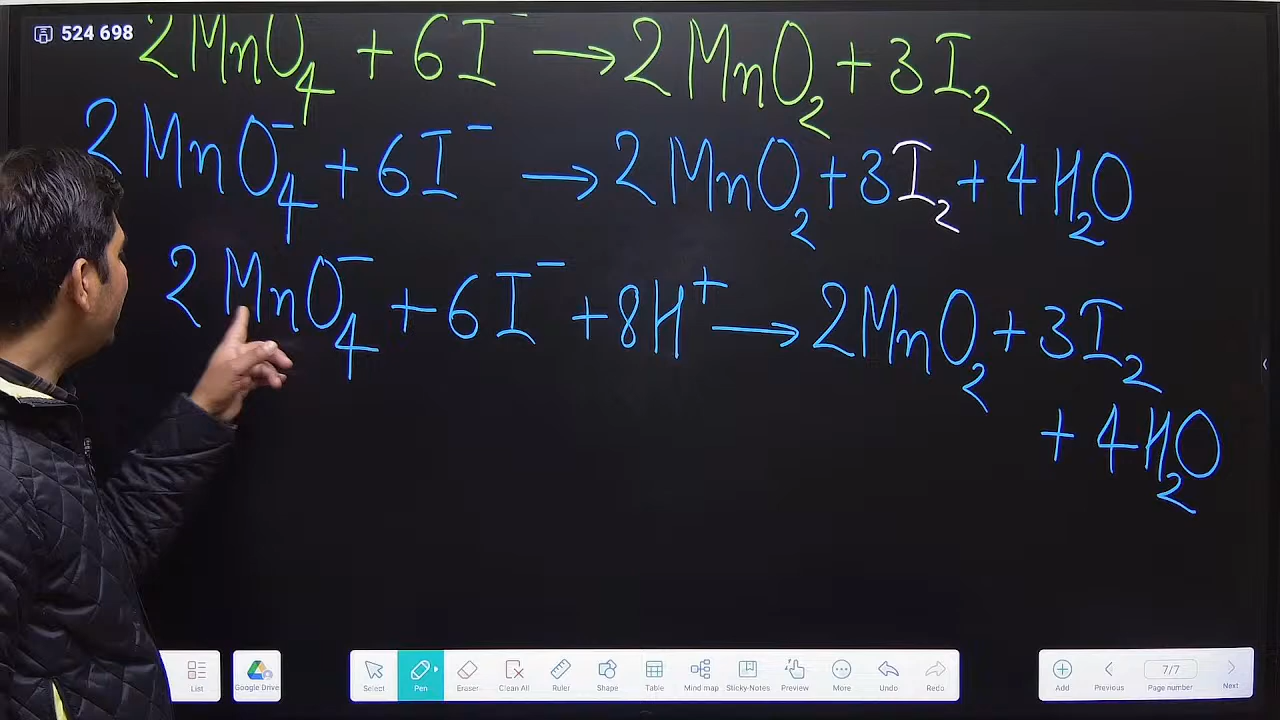 524 698
2MnO₄ + 6I⁻ → 2MnO₂ + 3I₂
2MnO₄⁻ + 6I⁻ → 2MnO₂ + 3I₂ + 4H₂O
2MnO₄⁻ + 6I⁻ + 8H⁺ → 2MnO₂ + 3I₂
+ 4H₂O
List Google Drive Select Pen Eraser Clean All Ruler Shape Table Mind map Sticky-Notes Preview More Undo Redo Add Previous 7/7 Page number Next